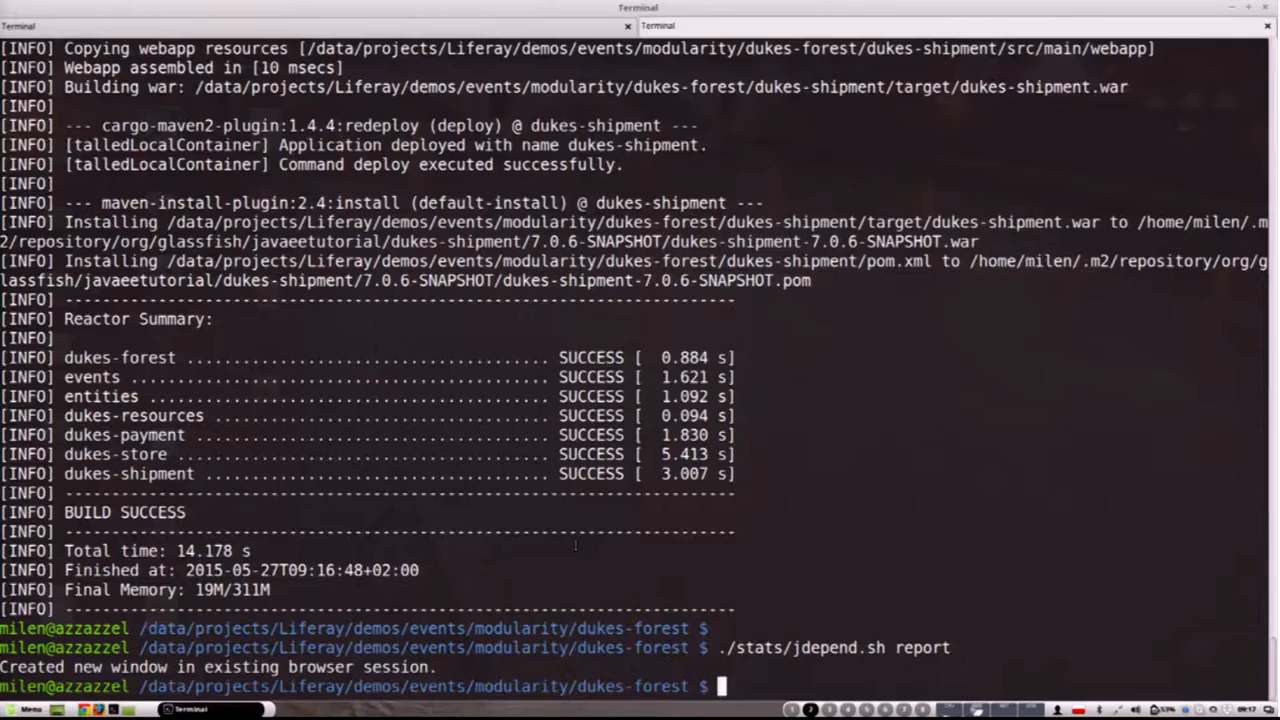 Terminal
Terminal
Terminal
[INFO] Copying webapp resources [/data/projects/Liferay/demos/events/modularity/dukes-forest/dukes-shipment/src/main/webapp]
[INFO] Webapp assembled in [10 msecs]
[INFO] Building war: /data/projects/Liferay/demos/events/modularity/dukes-forest/dukes-shipment/target/dukes-shipment.war
[INFO]
[INFO] --- cargo-maven2-plugin:1.4.4:redeploy (deploy) @ dukes-shipment ---
[INFO] [talledLocalContainer] Application deployed with name dukes-shipment.
[INFO] [talledLocalContainer] Command deploy executed successfully.
[INFO]
[INFO] --- maven-install-plugin:2.4:install (default-install) @ dukes-shipment ---
[INFO] Installing /data/projects/Liferay/demos/events/modularity/dukes-forest/dukes-shipment/target/dukes-shipment.war to /home/milen/.m
2/repository/org/glassfish/javaeetutorial/dukes-shipment/7.0.6-SNAPSHOT/dukes-shipment-7.0.6-SNAPSHOT.war
[INFO] Installing /data/projects/Liferay/demos/events/modularity/dukes-forest/dukes-shipment/pom.xml to /home/milen/.m2/repository/org/g
lassfish/javaeetutorial/dukes-shipment/7.0.6-SNAPSHOT/dukes-shipment-7.0.6-SNAPSHOT.pom
[INFO] ------------------------------------------------------------------------
[INFO] Reactor Summary:
[INFO]
[INFO] dukes-forest ....................................... SUCCESS [  0.884 s]
[INFO] events ............................................. SUCCESS [  1.621 s]
[INFO] entities ........................................... SUCCESS [  1.092 s]
[INFO] dukes-resources .................................... SUCCESS [  0.094 s]
[INFO] dukes-payment ...................................... SUCCESS [  1.830 s]
[INFO] dukes-store ........................................ SUCCESS [  5.413 s]
[INFO] dukes-shipment ..................................... SUCCESS [  3.007 s]
[INFO] ------------------------------------------------------------------------
[INFO] BUILD SUCCESS
[INFO] ------------------------------------------------------------------------
[INFO] Total time: 14.178 s
[INFO] Finished at: 2015-05-27T09:16:48+02:00
[INFO] Final Memory: 19M/311M
[INFO] ------------------------------------------------------------------------
milen@azzazzel /data/projects/Liferay/demos/events/modularity/dukes-forest $
milen@azzazzel /data/projects/Liferay/demos/events/modularity/dukes-forest $ ./stats/jdepend.sh report
Created new window in existing browser session.
milen@azzazzel /data/projects/Liferay/demos/events/modularity/dukes-forest $
Menu Terminal 1 2 3 4 5 6 7 8 53% 09:17